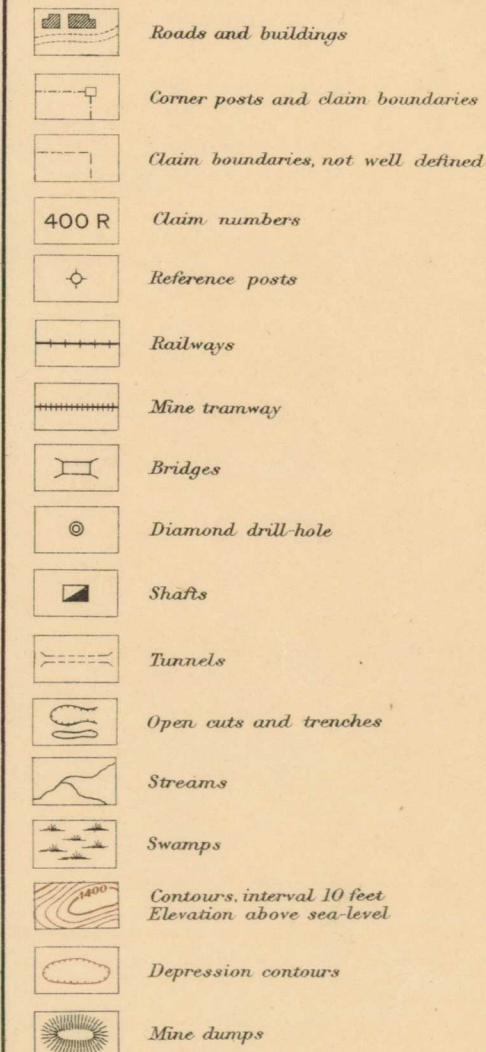 Roads and buildings
Corner posts and claim boundaries
Claim boundaries, not well defined
400 R Claim numbers
Reference posts
Railways
Mine tramway
Bridges
Diamond drill-hole
Shafts
Tunnels
Open cuts and trenches
Streams
Swamps
1400 Contours, interval 10 feet
Elevation above sea-level
Depression contours
Mine dumps